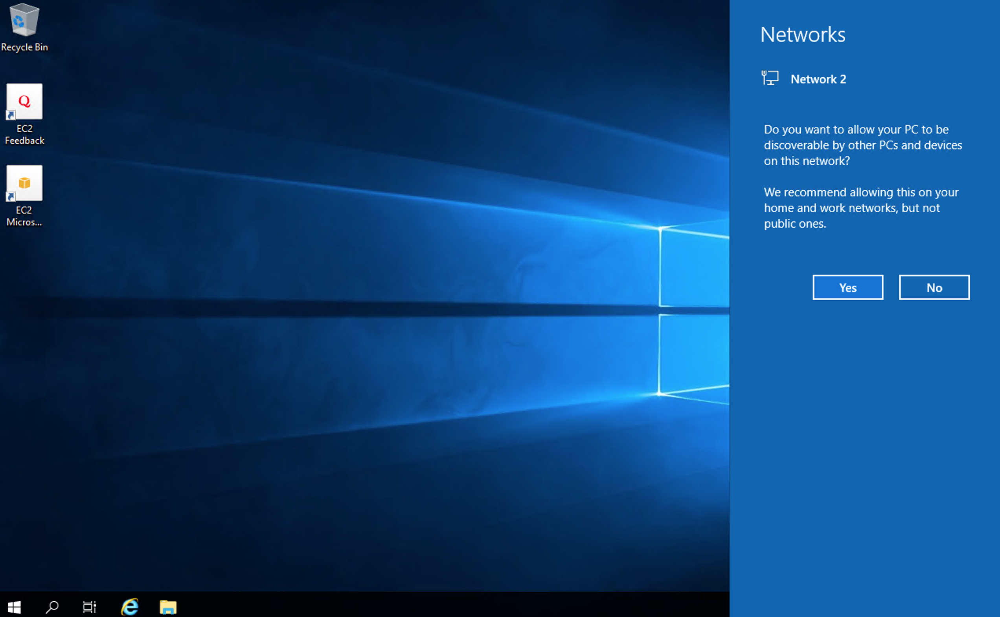 Recycle Bin
Q
EC2
Feedback
EC2
Micros...
Networks
Network 2
Do you want to allow your PC to be
discoverable by other PCs and devices
on this network?
We recommend allowing this on your
home and work networks, but not
public ones.
Yes
No